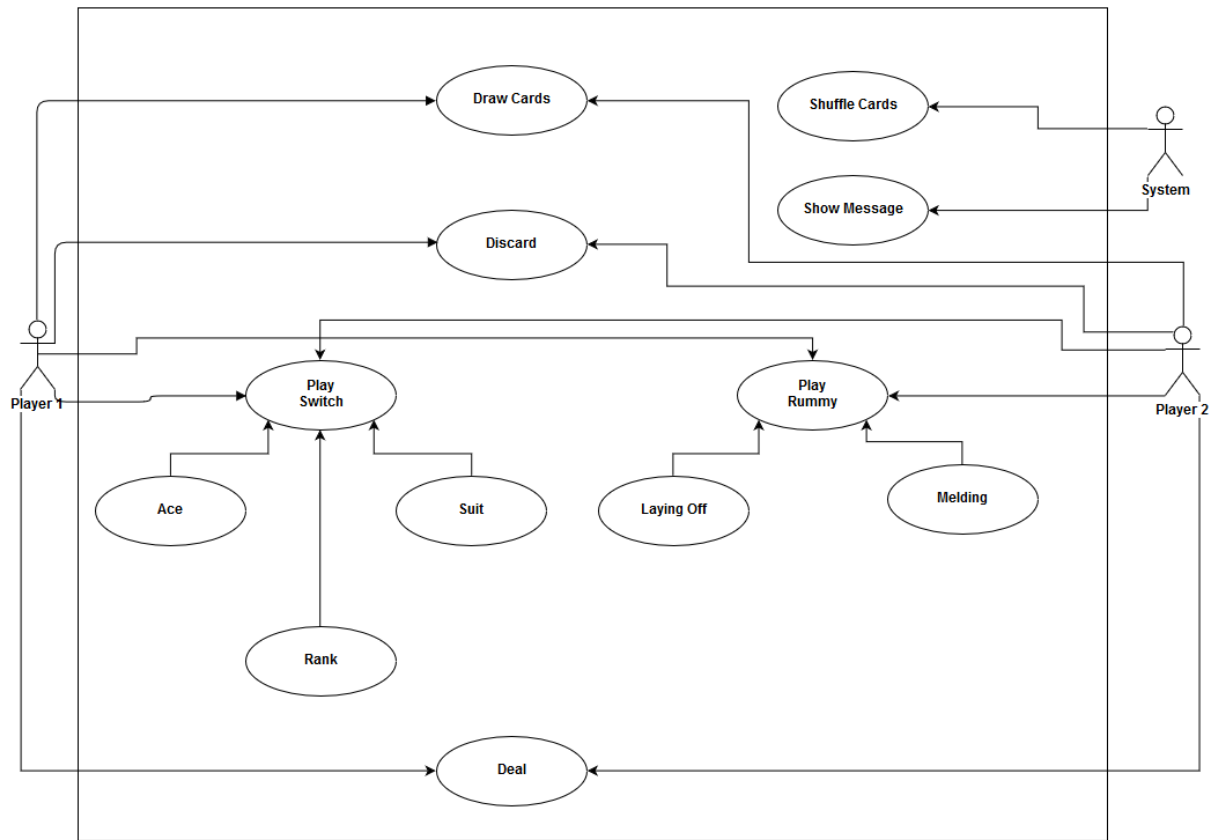 Draw Cards
Shuffle Cards
System
Show Message
Discard
Player 1
Play
Switch
Play
Rummy
Player 2
Ace
Suit
Laying Off
Melding
Rank
Deal